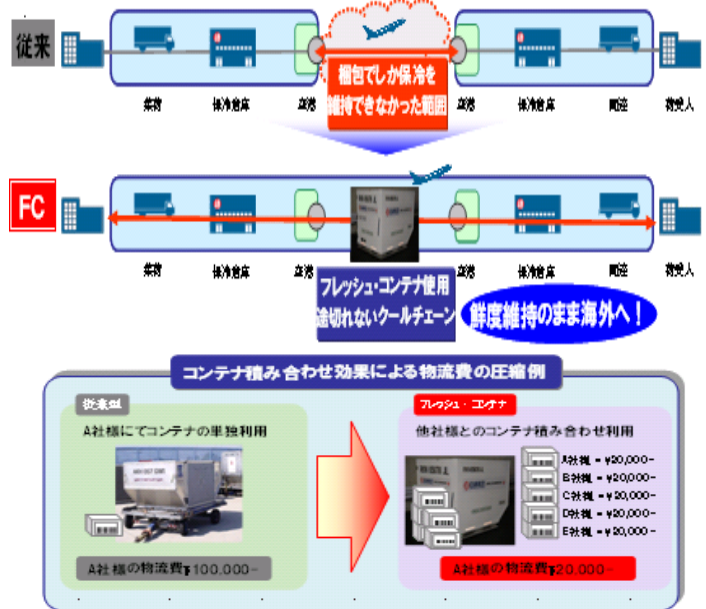 従来
梱包でしか保冷を
維持できなかった範囲
集荷 保冷倉庫 空港 空港 保冷倉庫 配送 荷受人
FC
集荷 保冷倉庫 空港 空港 保冷倉庫 配送 荷受人
フレッシュ・コンテナ使用
途切れないクールチェーン
鮮度維持のまま海外へ！
コンテナ積み合わせ効果による物流費の圧縮例
従来型
A社様にてコンテナの単独利用
A社様の物流費¥100,000-
フレッシュ・コンテナ
他社様とのコンテナ積み合わせ利用
A社様 = ¥20,000-
B社様 = ¥20,000-
C社様 = ¥20,000-
D社様 = ¥20,000-
E社様 = ¥20,000-
A社様の物流費¥20,000-